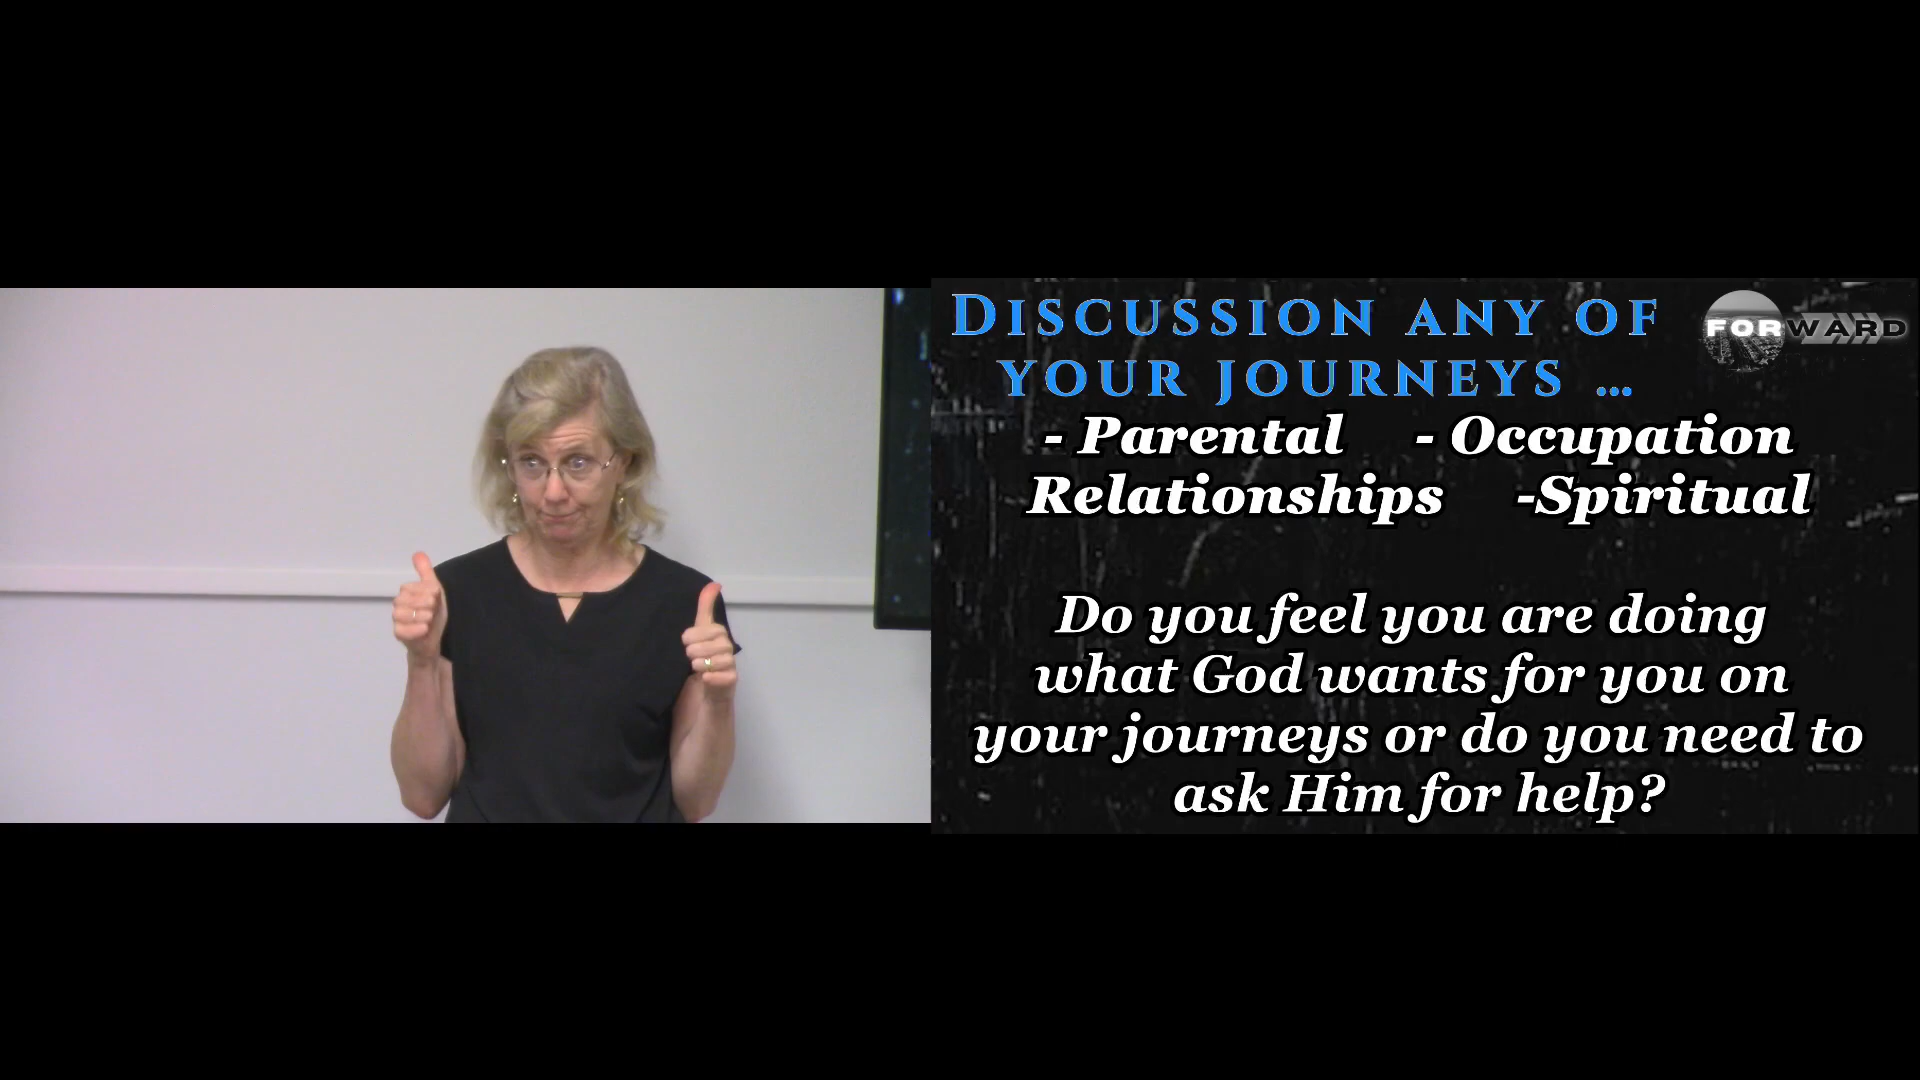 DISCUSSION ANY OF
YOUR JOURNEYS ...
FORWARD
- Parental - Occupation
Relationships -Spiritual
Do you feel you are doing
what God wants for you on
your journeys or do you need to
ask Him for help?